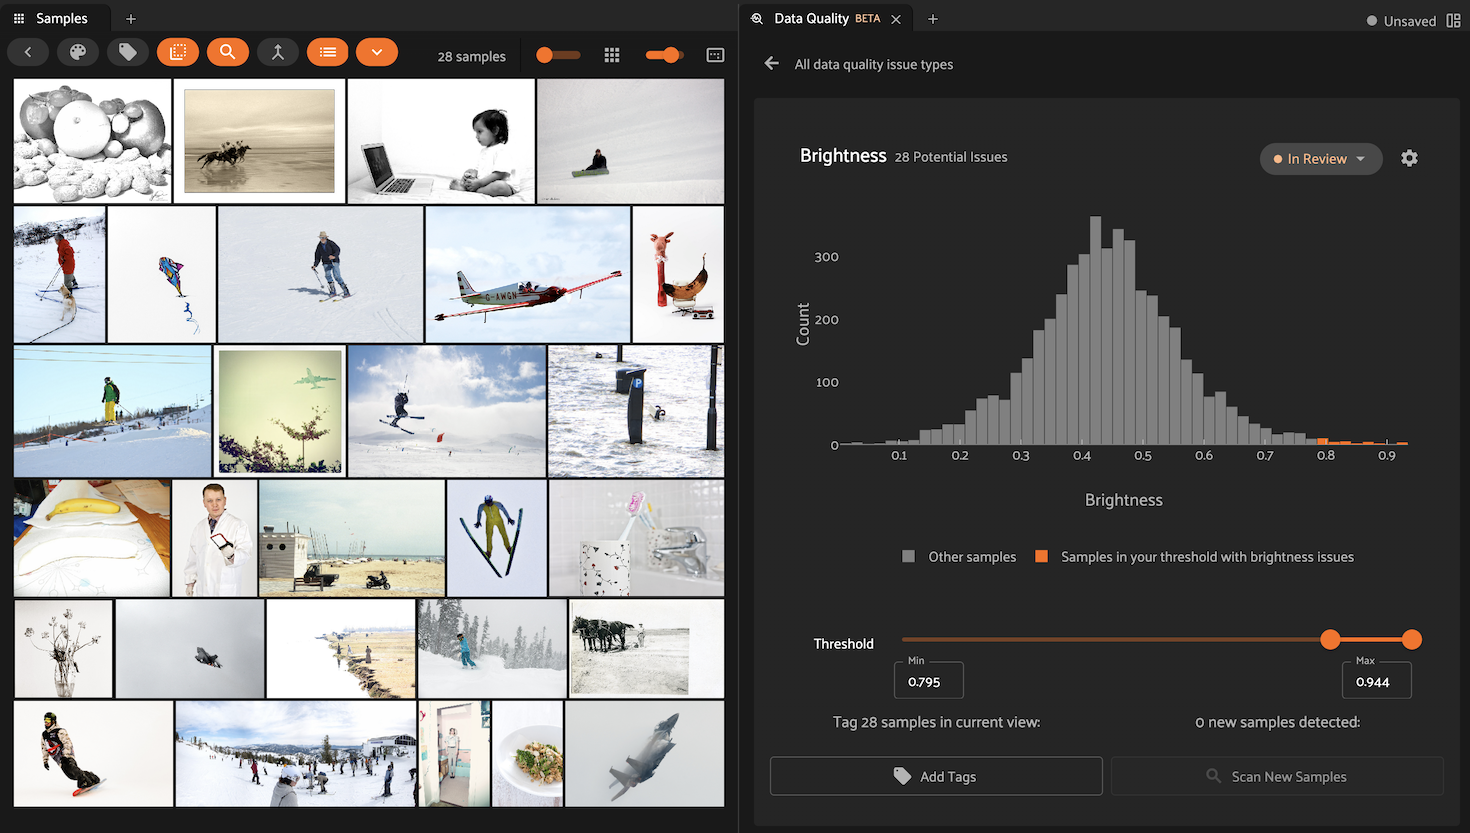 Samples
Data Quality BETA
Unsaved
28 samples
All data quality issue types
G-AWGN
P
Brightness 28 Potential Issues
In Review
300
200
100
0
Count
0.1 0.2 0.3 0.4 0.5 0.6 0.7 0.8 0.9
Brightness
Other samples Samples in your threshold with brightness issues
Threshold
Min
0.795
Max
0.944
Tag 28 samples in current view:
0 new samples detected:
Add Tags
Scan New Samples